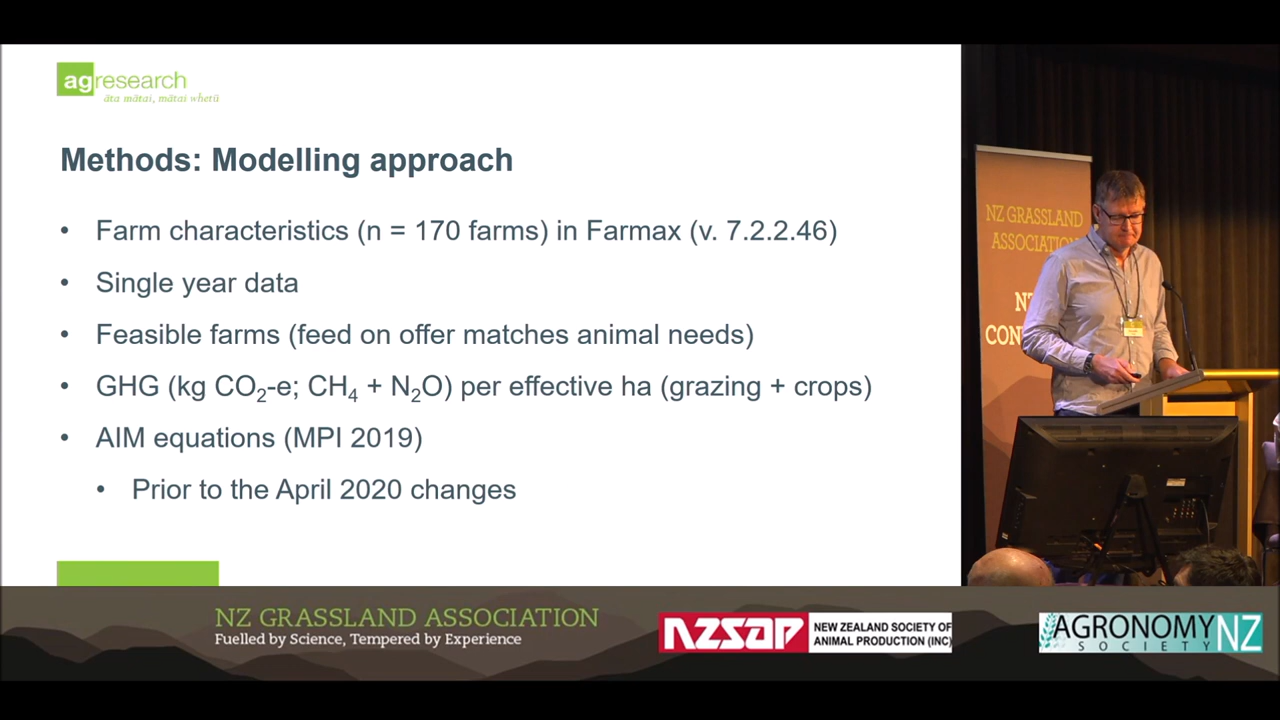 agresearch
āta mātai, mātai whetū
Methods: Modelling approach
• Farm characteristics (n = 170 farms) in Farmax (v. 7.2.2.46)
• Single year data
• Feasible farms (feed on offer matches animal needs)
• GHG (kg CO₂-e; CH₄ + N₂O) per effective ha (grazing + crops)
• AIM equations (MPI 2019)
• Prior to the April 2020 changes
NZ GRASSLAND
ASSOCIATION
NZ GRASSLAND ASSOCIATION
Fuelled by Science, Tempered by Experience
NZSAP
NEW ZEALAND SOCIETY OF
ANIMAL PRODUCTION (INC)
AGRONOMY NZ
SOCIETY